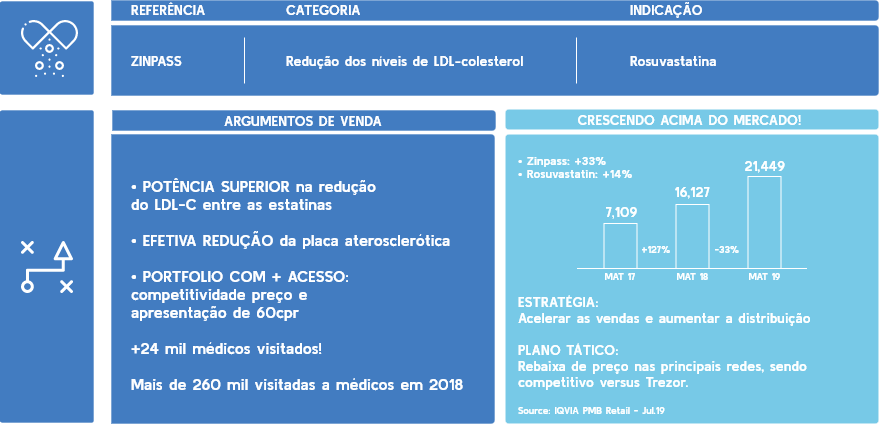 REFERÊNCIA
CATEGORIA
INDICAÇÃO
ZINPASS
Redução dos níveis de LDL-colesterol
Rosuvastatina
ARGUMENTOS DE VENDA
• POTÊNCIA SUPERIOR na redução
do LDL-C entre as estatinas
• EFETIVA REDUÇÃO da placa aterosclerótica
• PORTFOLIO COM + ACESSO:
competitividade preço e
apresentação de 60cpr
+24 mil médicos visitados!
Mais de 260 mil visitadas a médicos em 2018
CRESCENDO ACIMA DO MERCADO!
• Zinpass: +33%
• Rosuvastatin: +14%
7,109
16,127
21,449
+127%
-33%
MAT 17
MAT 18
MAT 19
ESTRATÉGIA:
Acelerar as vendas e aumentar a distribuição
PLANO TÁTICO:
Rebaixa de preço nas principais redes, sendo
competitivo versus Trezor.
Source: IQVIA PMB Retail - Jul.19